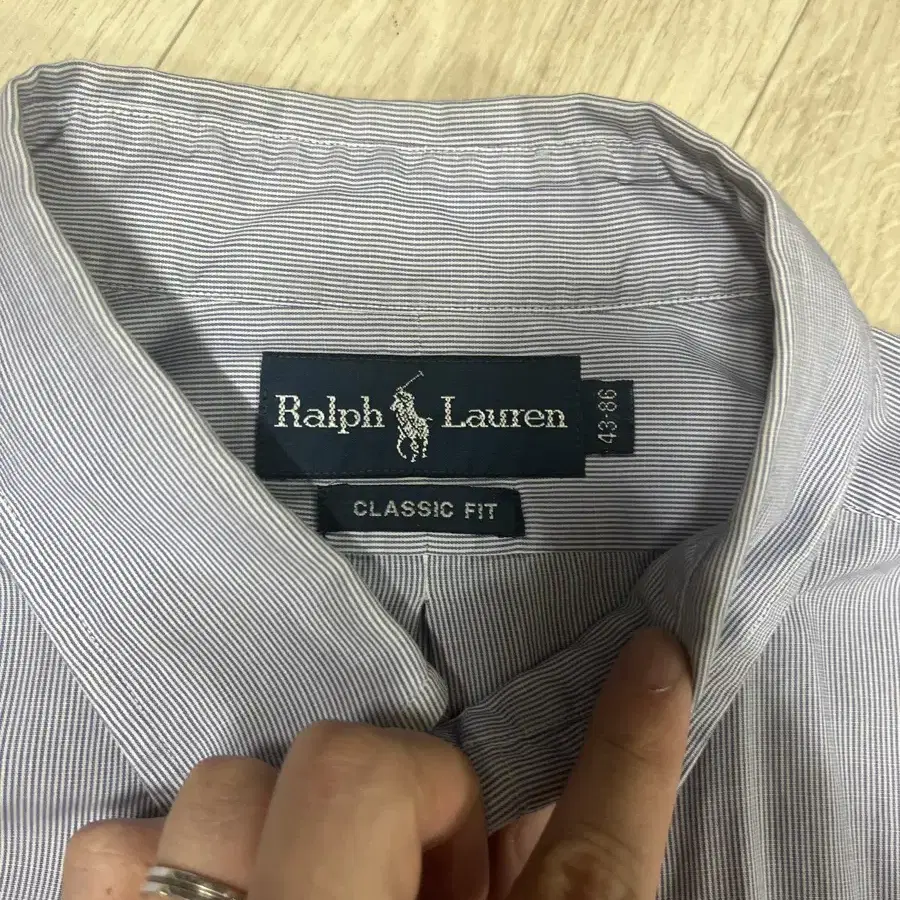 Ralph Lauren
43-86
CLASSIC FIT